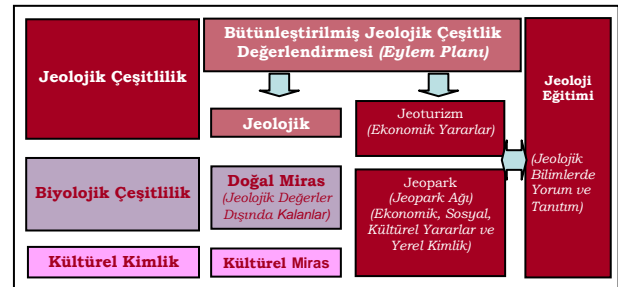 Jeolojik Çeşitlilik
Bütünleştirilmiş Jeolojik Çeşitlik
Değerlendirmesi (Eylem Planı)
Jeolojik
Jeoturizm
(Ekonomik Yararlar)
Jeoloji
Eğitimi
(Jeolojik
Bilimlerde
Yorum ve
Tanıtım)
Biyolojik Çeşitlilik
Doğal Miras
(Jeolojik Değerler
Dışında Kalanlar)
Jeopark
(Jeopark Ağı)
(Ekonomik, Sosyal,
Kültürel Yararlar ve
Yerel Kimlik)
Kültürel Kimlik
Kültürel Miras